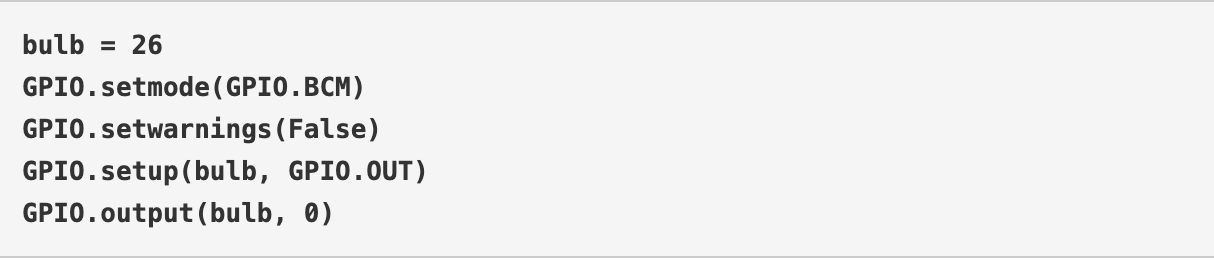 bulb = 26
GPIO.setmode(GPIO.BCM)
GPIO.setwarnings(False)
GPIO.setup(bulb, GPIO.OUT)
GPIO.output(bulb, 0)